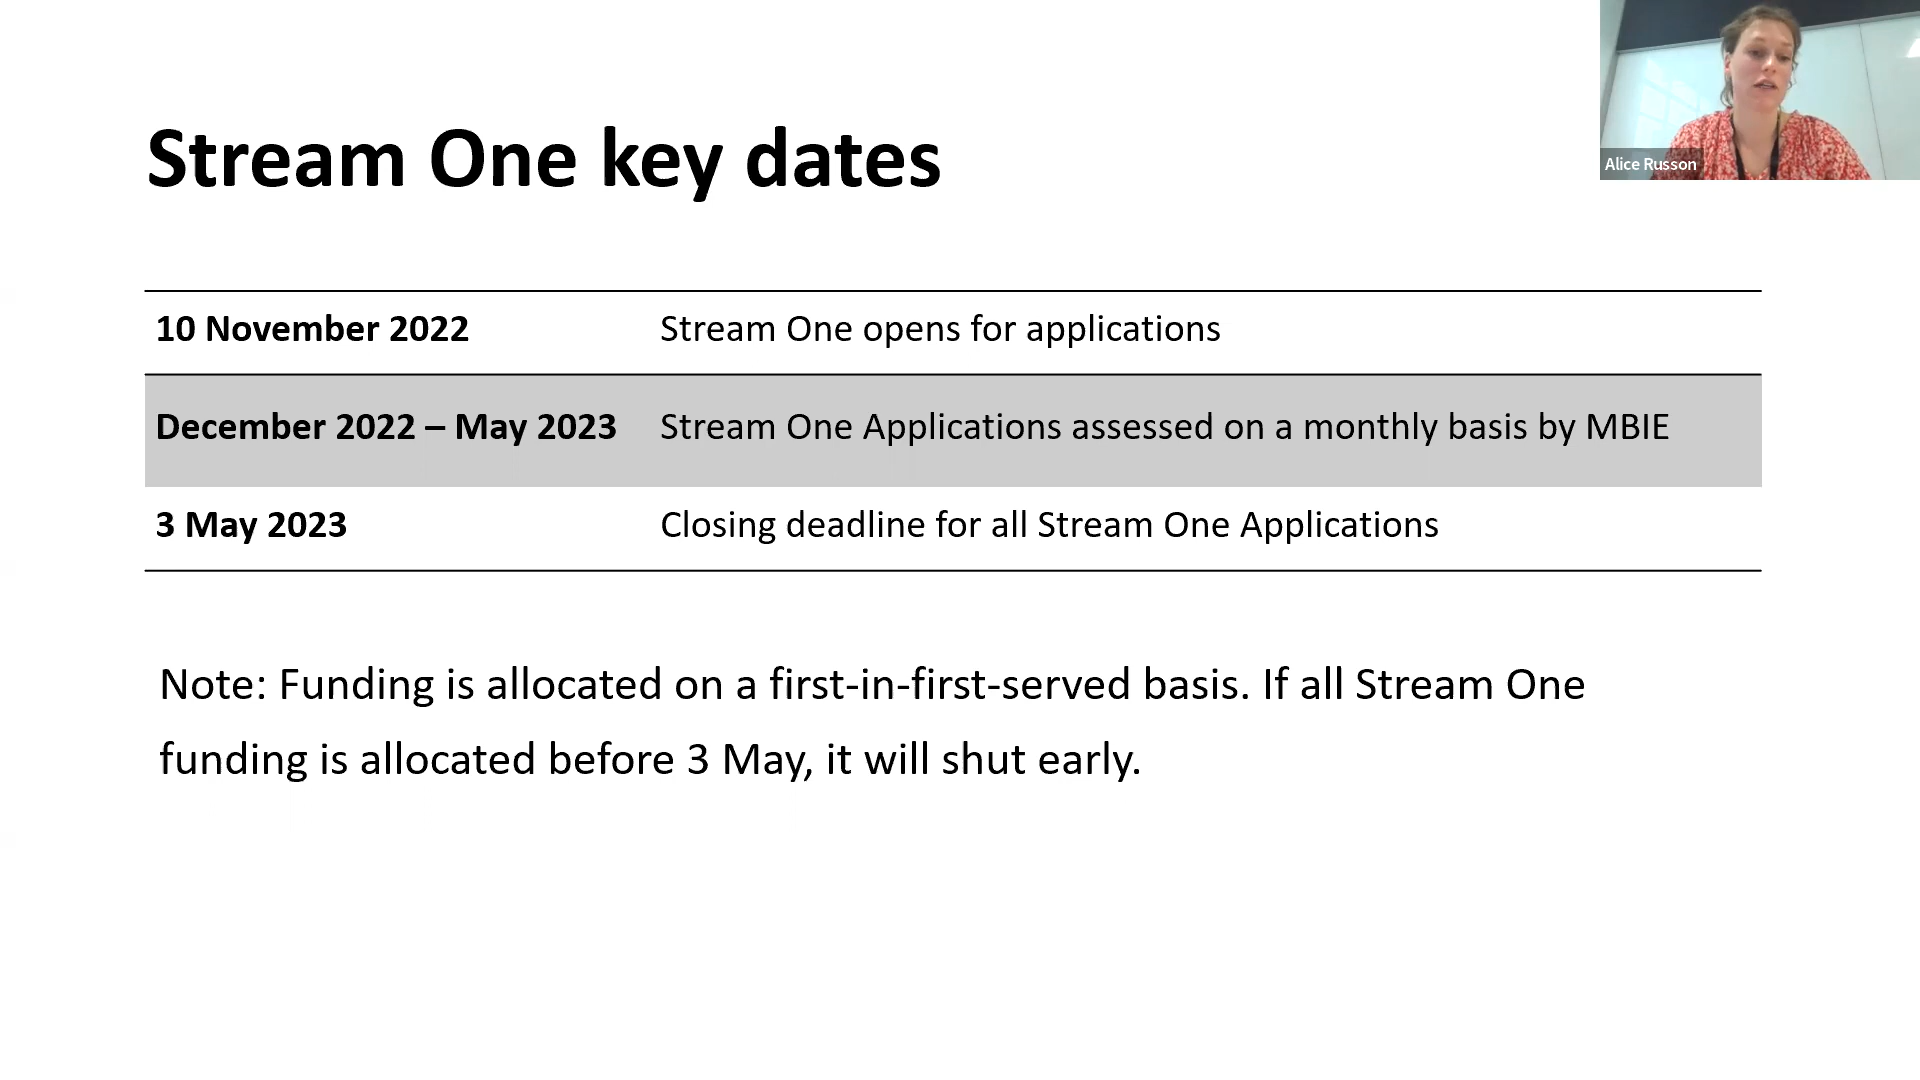 Stream One key dates
Alice Russon
10 November 2022 Stream One opens for applications
December 2022 – May 2023 Stream One Applications assessed on a monthly basis by MBIE
3 May 2023 Closing deadline for all Stream One Applications
Note: Funding is allocated on a first-in-first-served basis. If all Stream One
funding is allocated before 3 May, it will shut early.